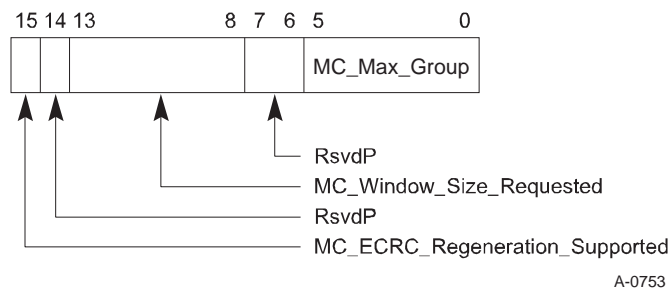 15 14 13 8 7 6 5 0
MC_Max_Group
RsvdP
MC_Window_Size_Requested
RsvdP
MC_ECRC_Regeneration_Supported
A-0753